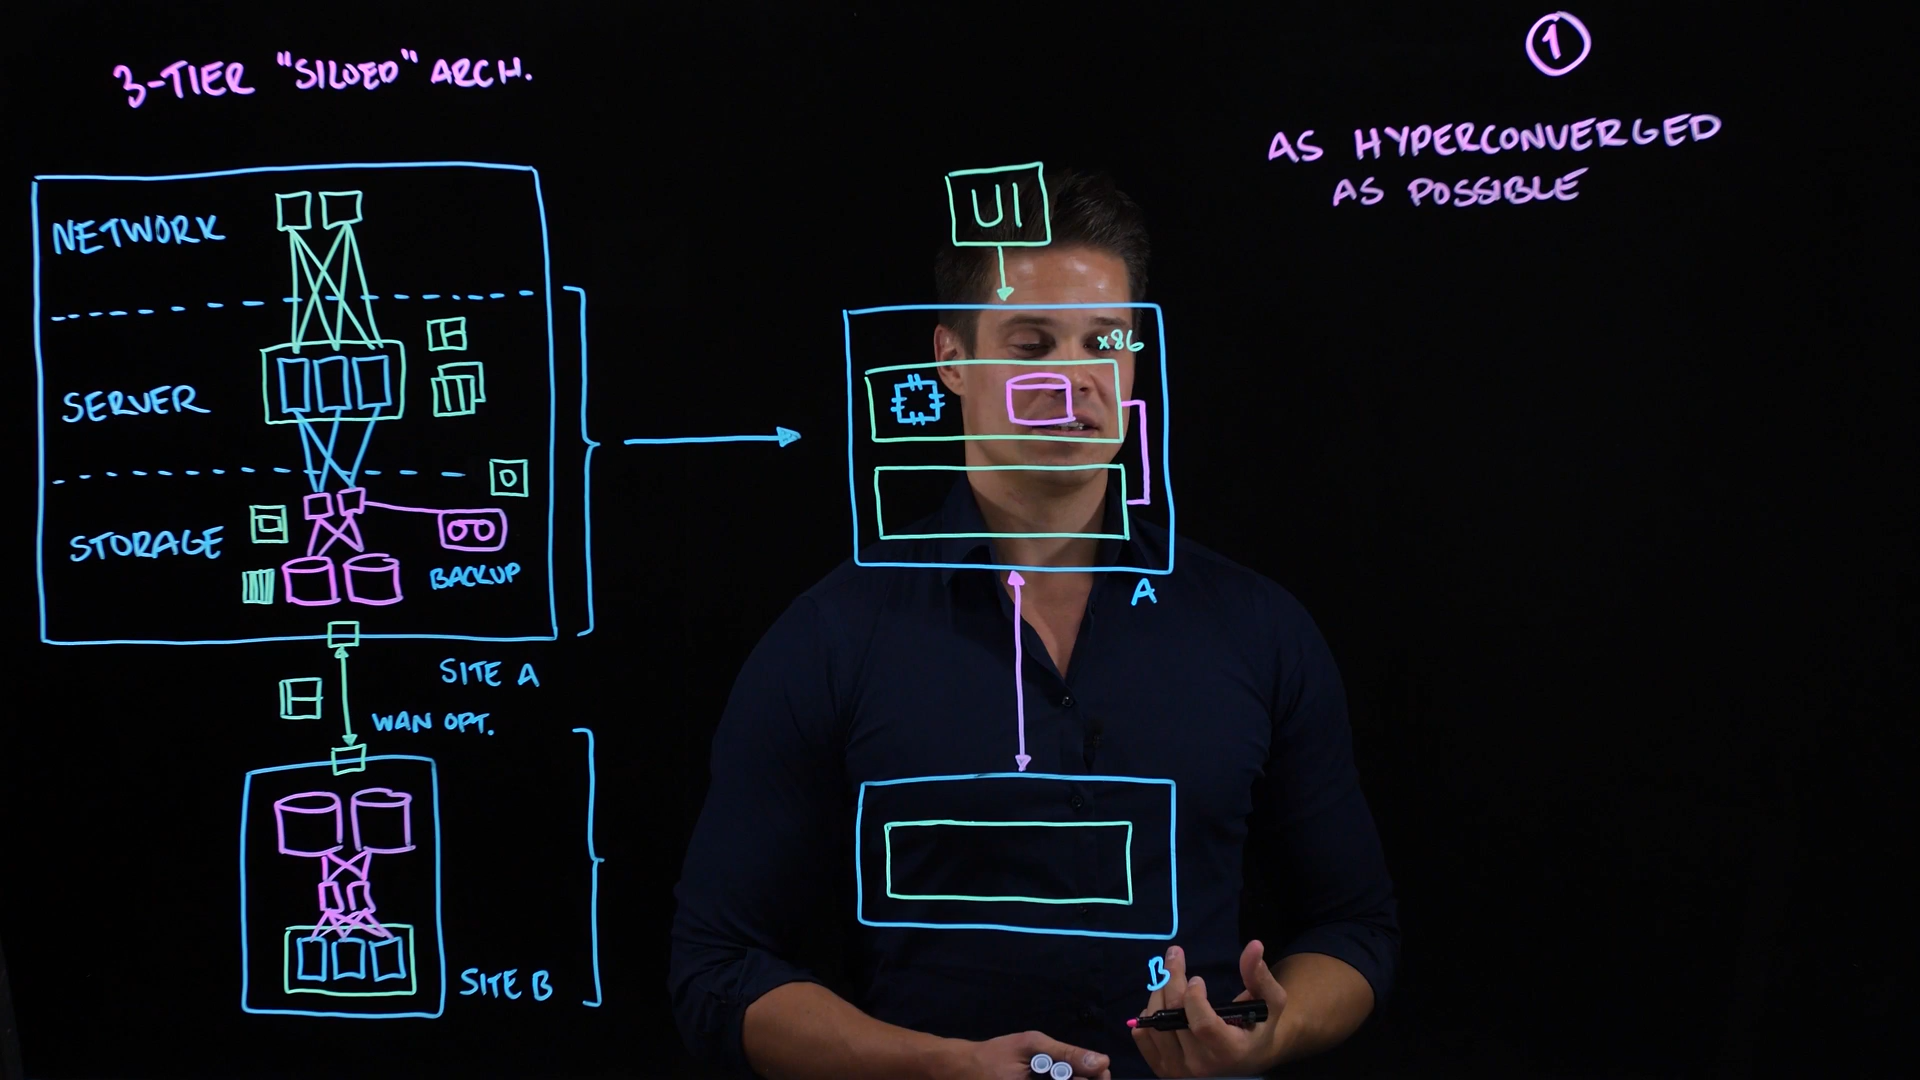 3-TIER "SILOED" ARCH.
NETWORK
SERVER
STORAGE
BACKUP
SITE A
WAN OPT.
SITE B
UI
x86
A
B
1
AS HYPERCONVERGED
AS POSSIBLE